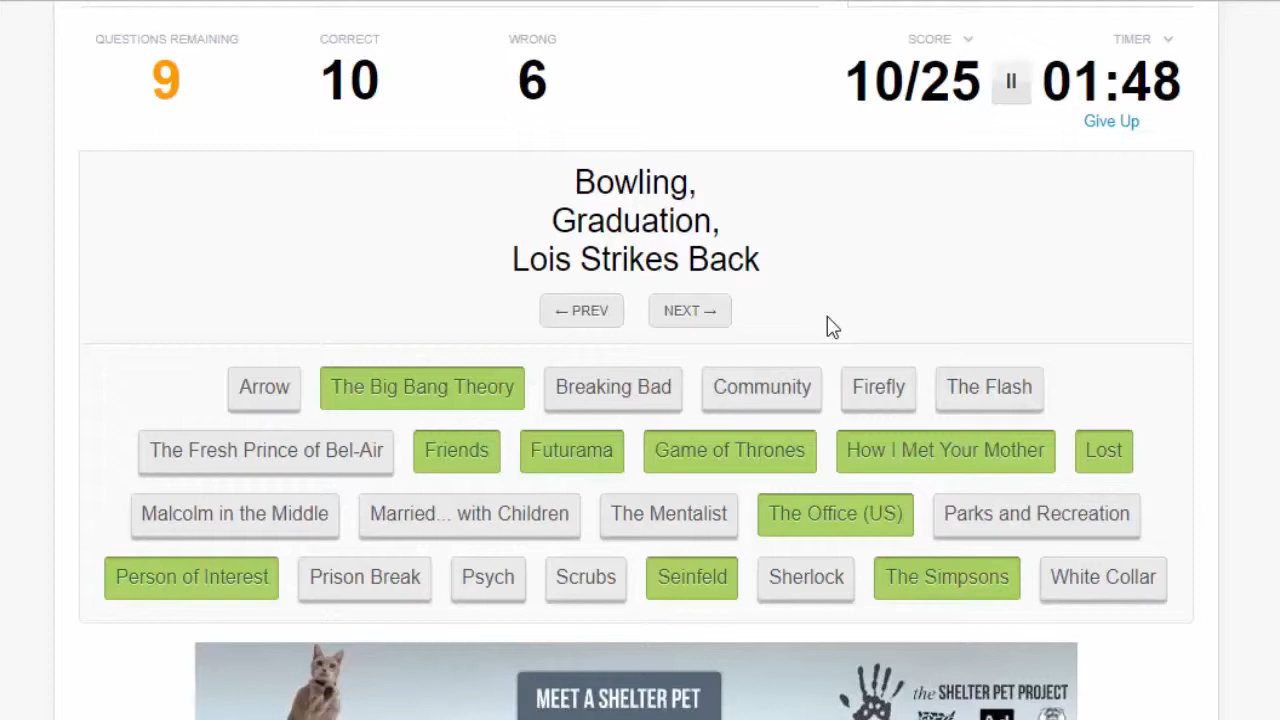 QUESTIONS REMAINING CORRECT WRONG SCORE TIMER
9 10 6 10/25 01:48
Give Up
Bowling,
Graduation,
Lois Strikes Back
← PREV NEXT →
Arrow The Big Bang Theory Breaking Bad Community Firefly The Flash
The Fresh Prince of Bel-Air Friends Futurama Game of Thrones How I Met Your Mother Lost
Malcolm in the Middle Married... with Children The Mentalist The Office (US) Parks and Recreation
Person of Interest Prison Break Psych Scrubs Seinfeld Sherlock The Simpsons White Collar
MEET A SHELTER PET the SHELTER PET PROJECT